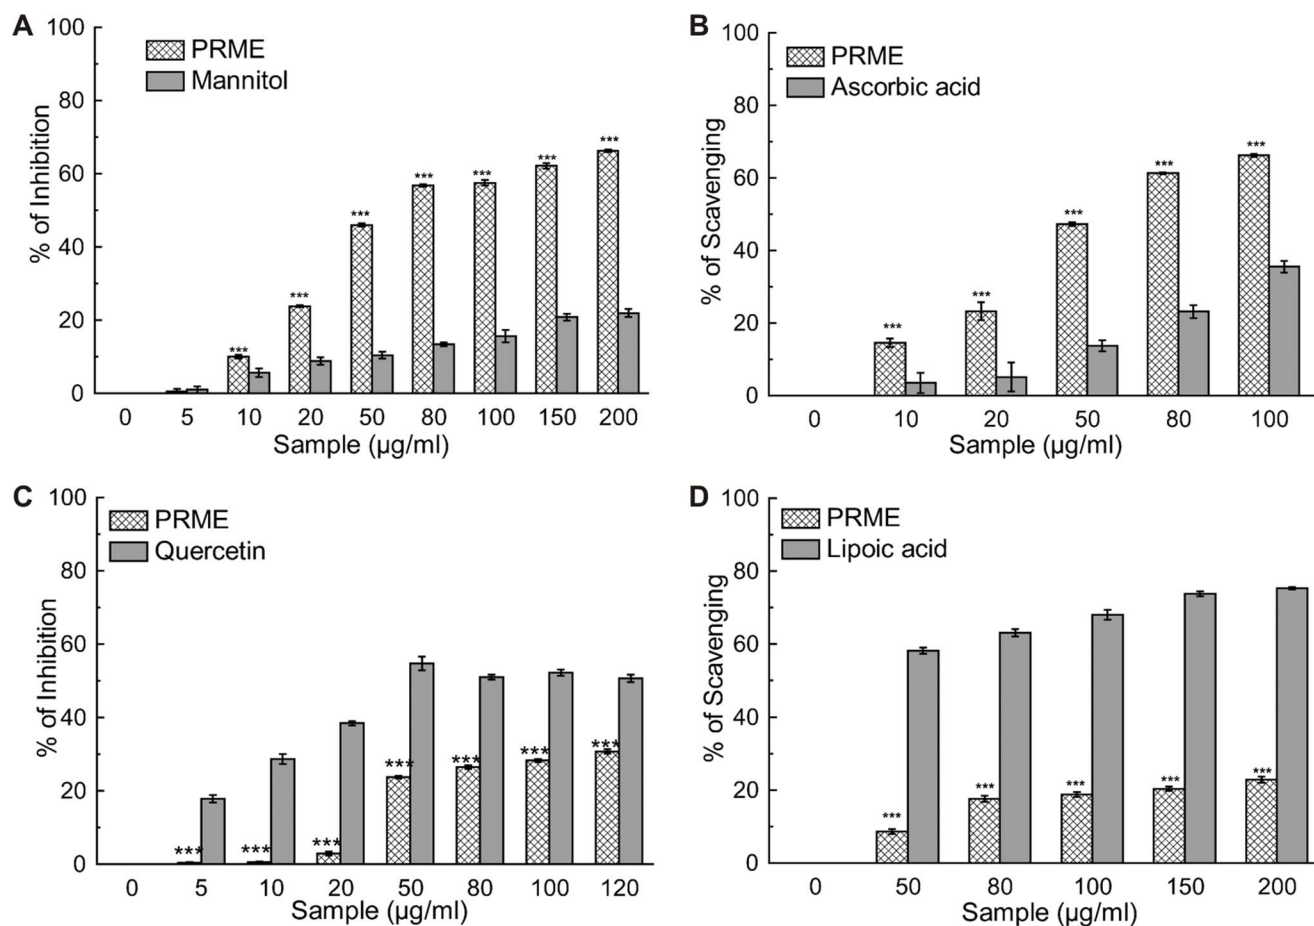 A
PRME
Mannitol
% of Inhibition
100
80
60
40
20
0
***
***
***
***
***
***
***
0 5 10 20 50 80 100 150 200
Sample (µg/ml)
B
PRME
Ascorbic acid
% of Scavenging
100
80
60
40
20
0
***
***
***
***
***
0 10 20 50 80 100
Sample (µg/ml)
C
PRME
Quercetin
% of Inhibition
100
80
60
40
20
0
***
***
***
***
***
***
***
0 5 10 20 50 80 100 120
Sample (µg/ml)
D
PRME
Lipoic acid
% of Scavenging
100
80
60
40
20
0
***
***
***
***
***
0 50 80 100 150 200
Sample (µg/ml)